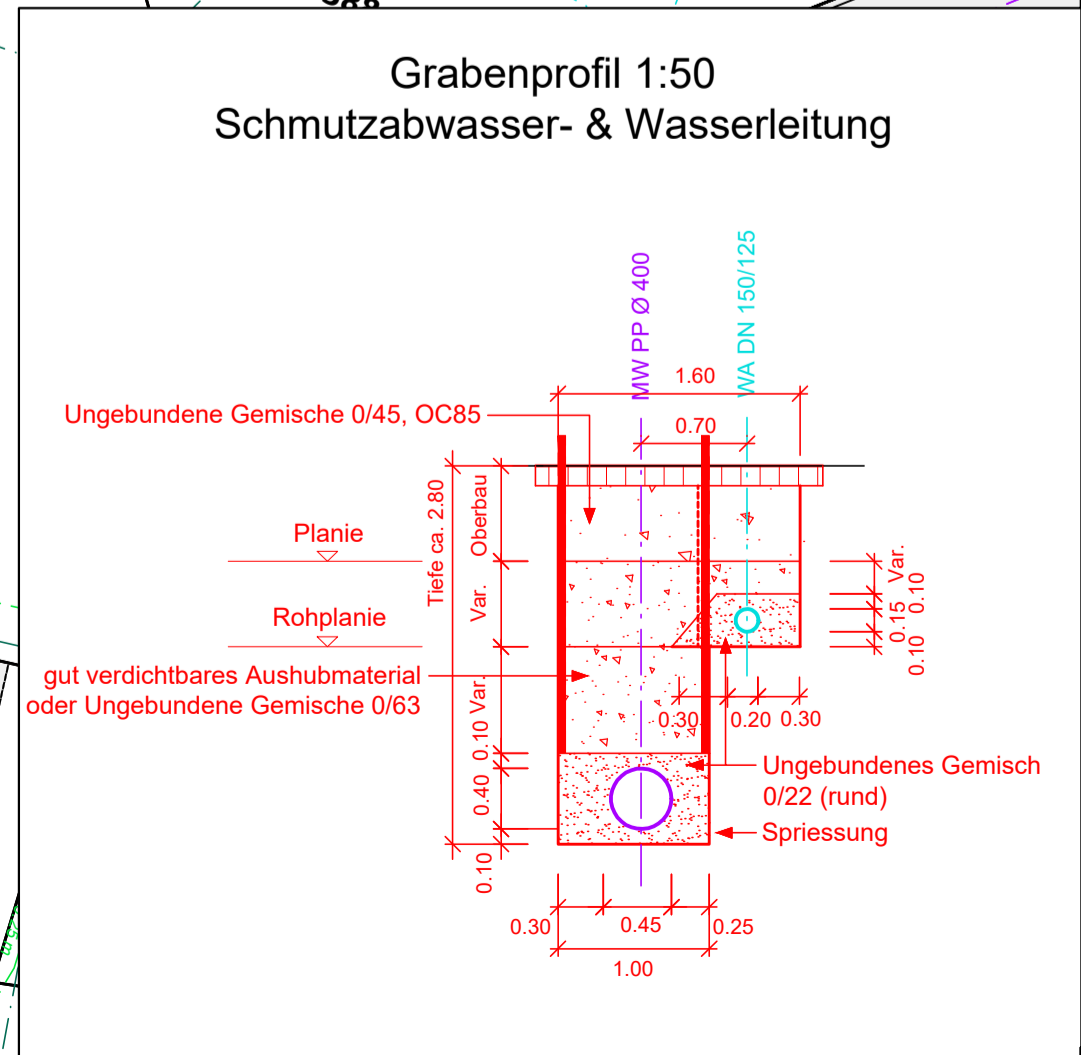 Grabenprofil 1:50
Schmutzabwasser- & Wasserleitung
MW PP Ø 400
WA DN 150/125
1.60
0.70
Ungebundene Gemische 0/45, OC85
Tiefe ca. 2.80
Oberbau
Planie
Var.
Rohplanie
gut verdichtbares Aushubmaterial
oder Ungebundene Gemische 0/63
Var.
0.10
0.40
0.10
Var.
0.10
0.15
0.10
0.30
0.20
0.30
Ungebundenes Gemisch
0/22 (rund)
Spriessung
0.30
0.45
0.25
1.00